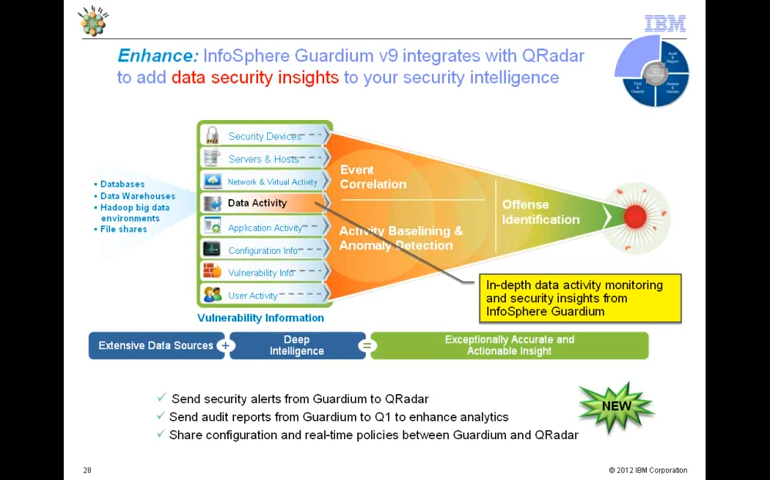 IBM
Enhance: InfoSphere Guardium v9 integrates with QRadar
to add data security insights to your security intelligence
Audit
& Report
Security Devices
Servers & Hosts
Network & Virtual Activity
Data Activity
Application Activity
Configuration Info
Vulnerability Info
User Activity
Vulnerability Information
• Databases
• Data Warehouses
• Hadoop big data
environments
• File shares
Event
Correlation
Activity Baselining &
Anomaly Detection
Offense
Identification
In-depth data activity monitoring
and security insights from
InfoSphere Guardium
Extensive Data Sources
+
Deep
Intelligence
=
Exceptionally Accurate and
Actionable Insight
✓ Send security alerts from Guardium to QRadar
✓ Send audit reports from Guardium to Q1 to enhance analytics
✓ Share configuration and real-time policies between Guardium and QRadar
NEW
28
© 2012 IBM Corporation